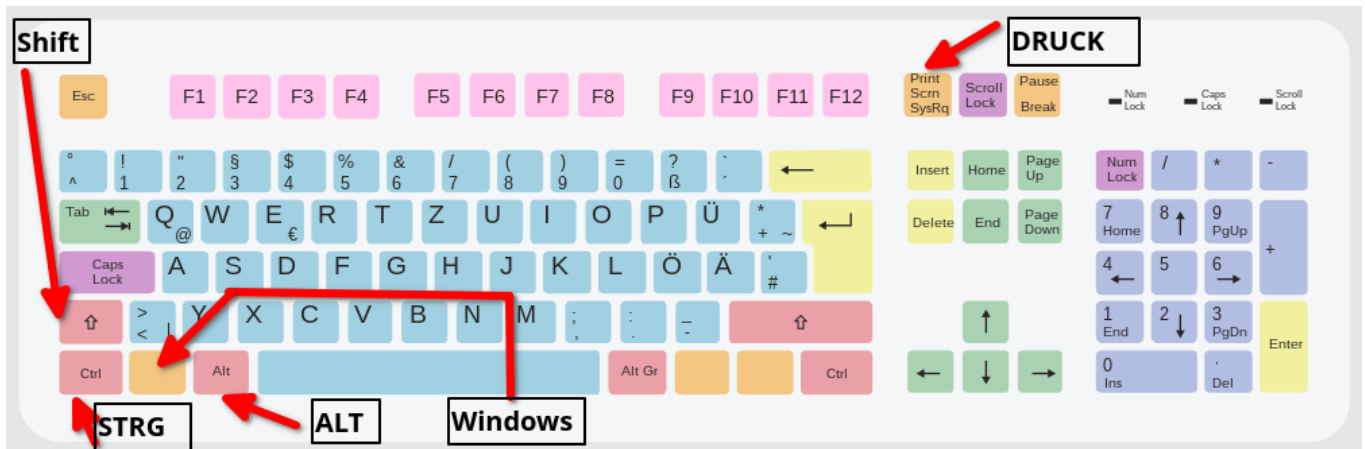 Shift
DRUCK
Esc F1 F2 F3 F4 F5 F6 F7 F8 F9 F10 F11 F12
Print
Scrn
SysRq
Scroll
Lock
Pause
Break
Num
Lock
Caps
Lock
Scroll
Lock
° ! " § $ % & / ( ) = ? `
^ 1 2 3 4 5 6 7 8 9 0 ß ´
←
Insert Home Page
Up
Num
Lock
/ * -
Tab Q W E R T Z U I O P Ü *
@ € + ~
Delete End Page
Down
7 8 ↑ 9
Home PgUp
+
Caps
Lock
A S D F G H J K L Ö Ä '
#
4 5 6
← →
⇧ > Y X C V B N M ; : _ ⇧
< | , . -
↑
1 2 ↓ 3
End PgDn
Enter
Ctrl Alt Alt Gr Ctrl
← ↓ →
0 .
Ins Del
STRG
ALT
Windows